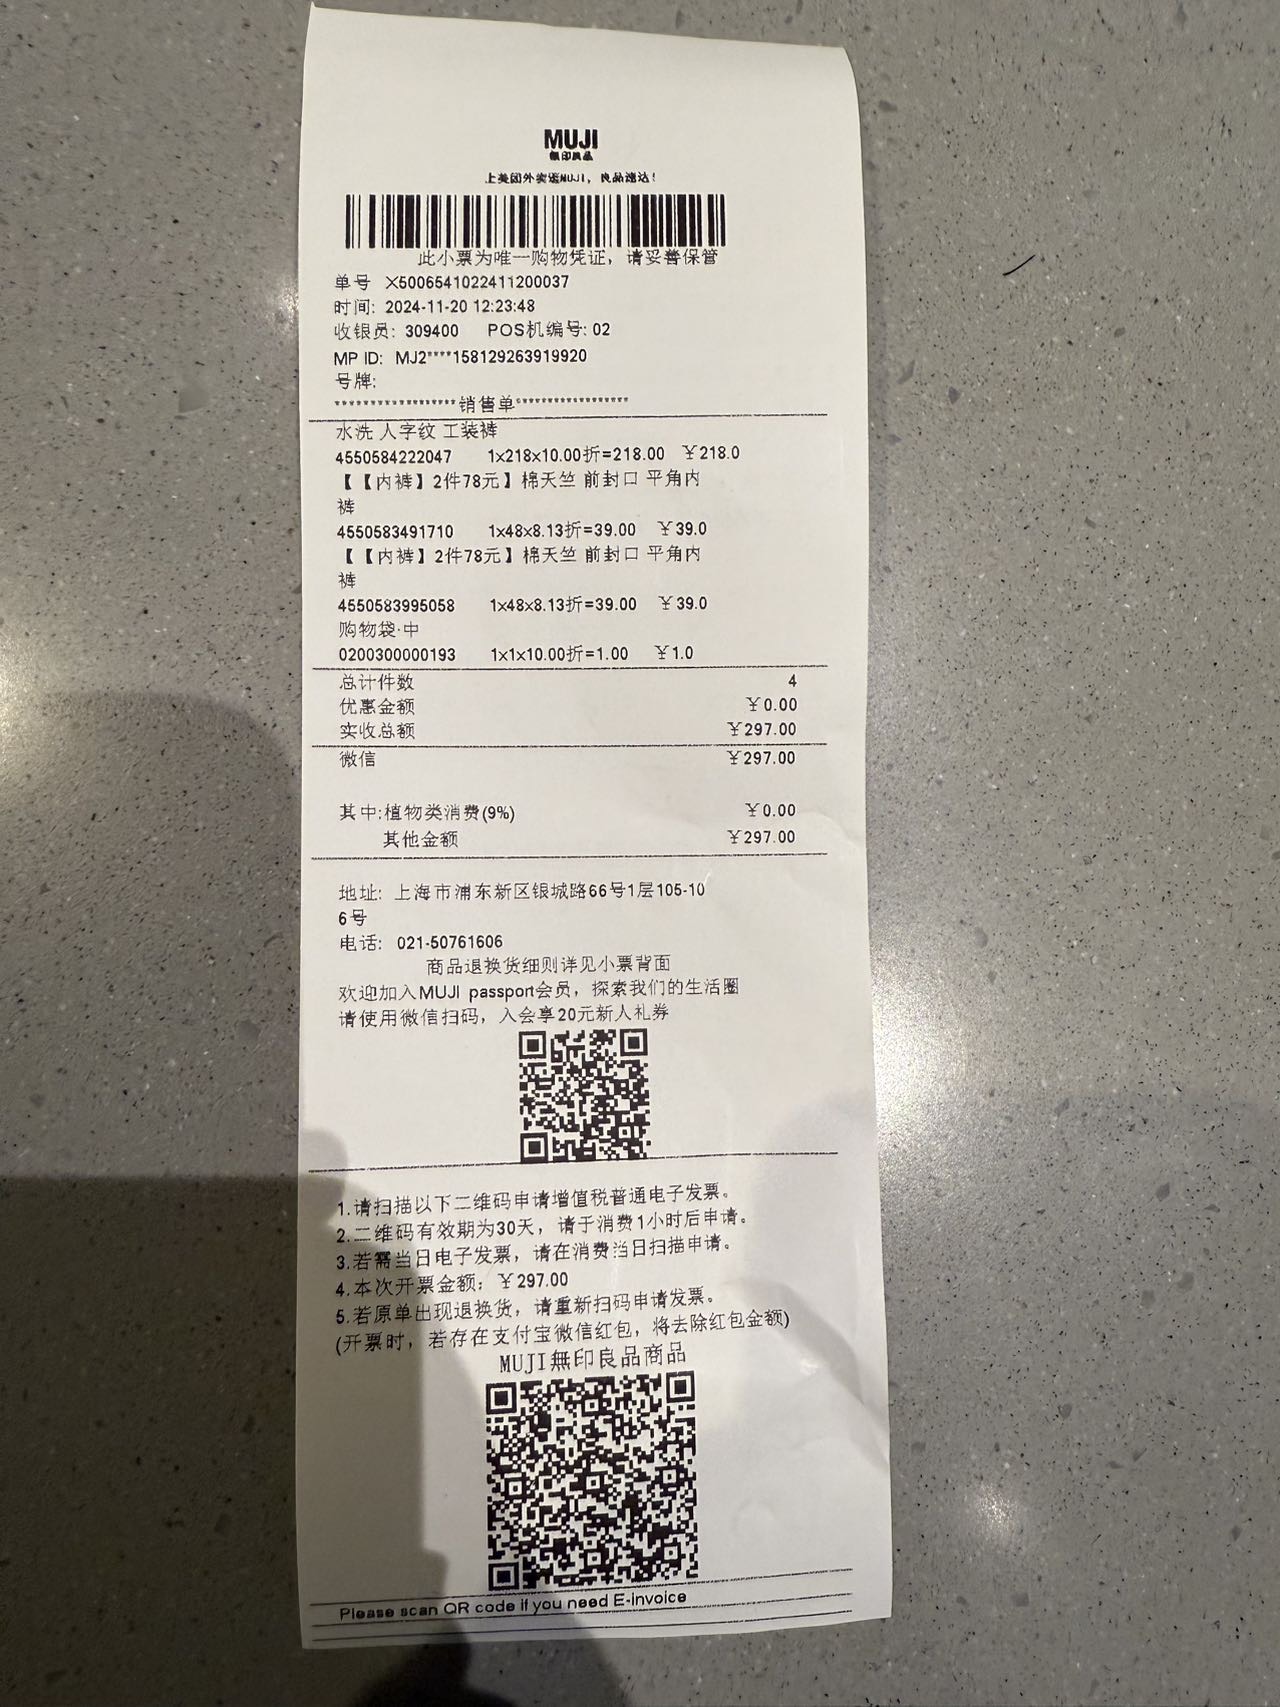 MUJI
無印良品
上美团外卖逛MUJI，良品速达！
此小票为唯一购物凭证，请妥善保管
单号 X5006541022411200037
时间: 2024-11-20 12:23:48
收银员: 309400 POS机编号: 02
MP ID: MJ2****158129263919920
号牌:
******************销售单******************
水洗 人字纹 工装裤
4550584222047 1x218x10.00折=218.00 ￥218.0
【【内裤】2件78元】棉天竺 前封口 平角内
裤
4550583491710 1x48x8.13折=39.00 ￥39.0
【【内裤】2件78元】棉天竺 前封口 平角内
裤
4550583995058 1x48x8.13折=39.00 ￥39.0
购物袋·中
0200300000193 1x1x10.00折=1.00 ￥1.0
总计件数 4
优惠金额 ￥0.00
实收总额 ￥297.00
微信 ￥297.00
其中:植物类消费(9%) ￥0.00
其他金额 ￥297.00
地址: 上海市浦东新区银城路66号1层105-10
6号
电话: 021-50761606
商品退换货细则详见小票背面
欢迎加入MUJI passport会员，探索我们的生活圈
请使用微信扫码，入会享20元新人礼券
1.请扫描以下二维码申请增值税普通电子发票。
2.二维码有效期为30天，请于消费1小时后申请。
3.若需当日电子发票，请在消费当日扫描申请。
4.本次开票金额: ￥297.00
5.若原单出现退换货，请重新扫码申请发票。
(开票时，若存在支付宝微信红包，将去除红包金额)
MUJI無印良品商品
Please scan QR code if you need E-invoice